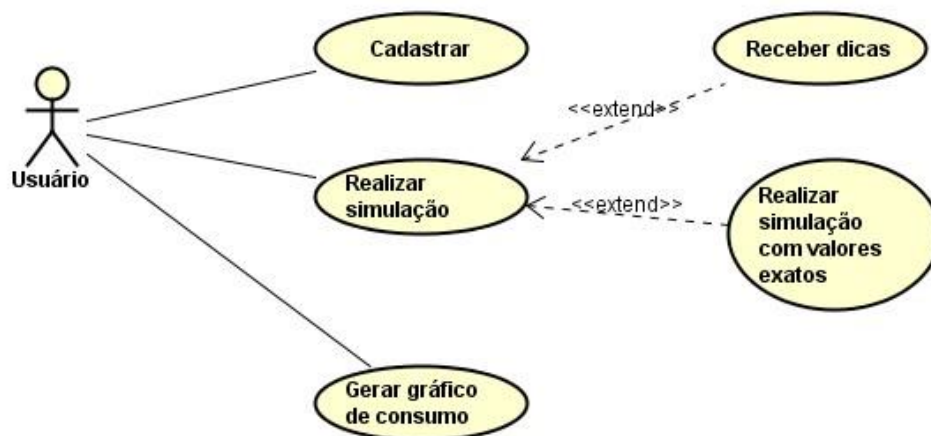 Cadastrar
Receber dicas
<<extend>>
Usuário
Realizar
simulação
<<extend>>
Realizar
simulação
com valores
exatos
Gerar gráfico
de consumo